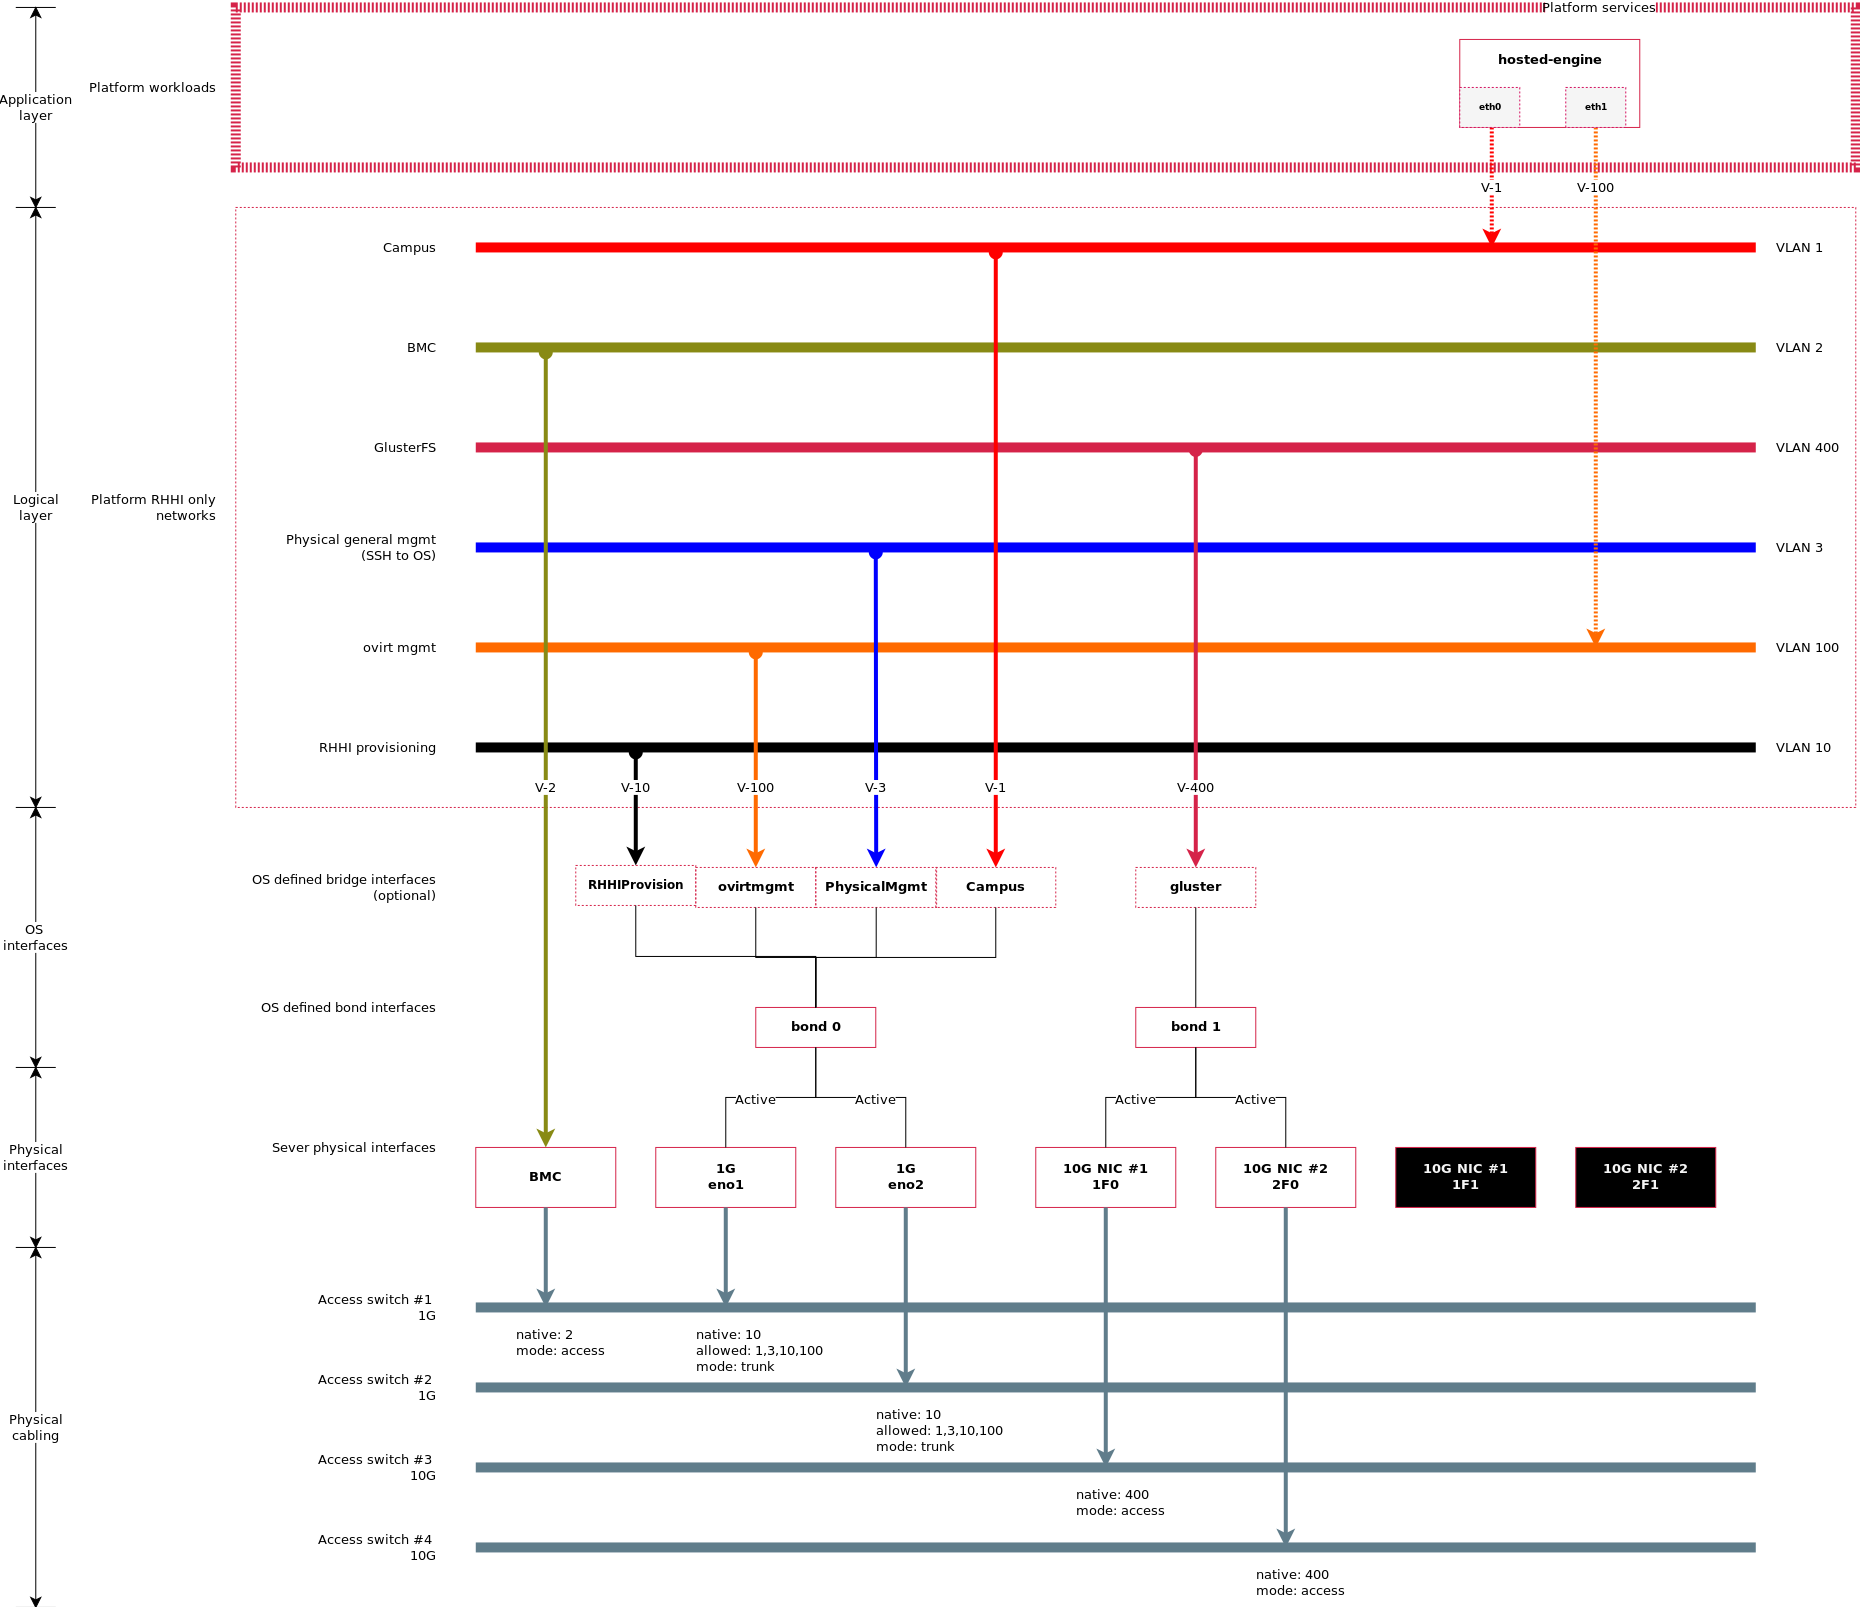 Platform services
hosted-engine
eth0
eth1
Application
layer
Platform workloads
V-1
V-100
Campus
VLAN 1
BMC
VLAN 2
GlusterFS
VLAN 400
Logical
layer
Platform RHHI only
networks
Physical general mgmt
(SSH to OS)
VLAN 3
ovirt mgmt
VLAN 100
RHHI provisioning
VLAN 10
V-2
V-10
V-100
V-3
V-1
V-400
OS
interfaces
OS defined bridge interfaces
(optional)
RHHIProvision
ovirtmgmt
PhysicalMgmt
Campus
gluster
OS defined bond interfaces
bond 0
bond 1
Active
Active
Active
Active
Physical
interfaces
Sever physical interfaces
BMC
1G
eno1
1G
eno2
10G NIC #1
1F0
10G NIC #2
2F0
10G NIC #1
1F1
10G NIC #2
2F1
Physical
cabling
Access switch #1
1G
native: 2
mode: access
native: 10
allowed: 1,3,10,100
mode: trunk
Access switch #2
1G
native: 10
allowed: 1,3,10,100
mode: trunk
Access switch #3
10G
native: 400
mode: access
Access switch #4
10G
native: 400
mode: access